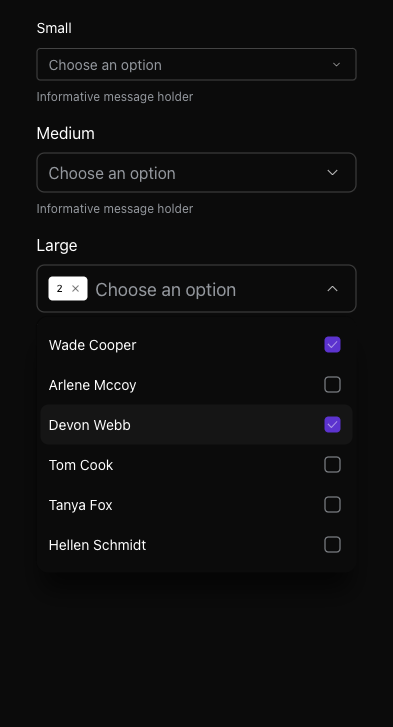 Small
Choose an option
Informative message holder
Medium
Choose an option
Informative message holder
Large
2 × Choose an option
Wade Cooper
Arlene Mccoy
Devon Webb
Tom Cook
Tanya Fox
Hellen Schmidt